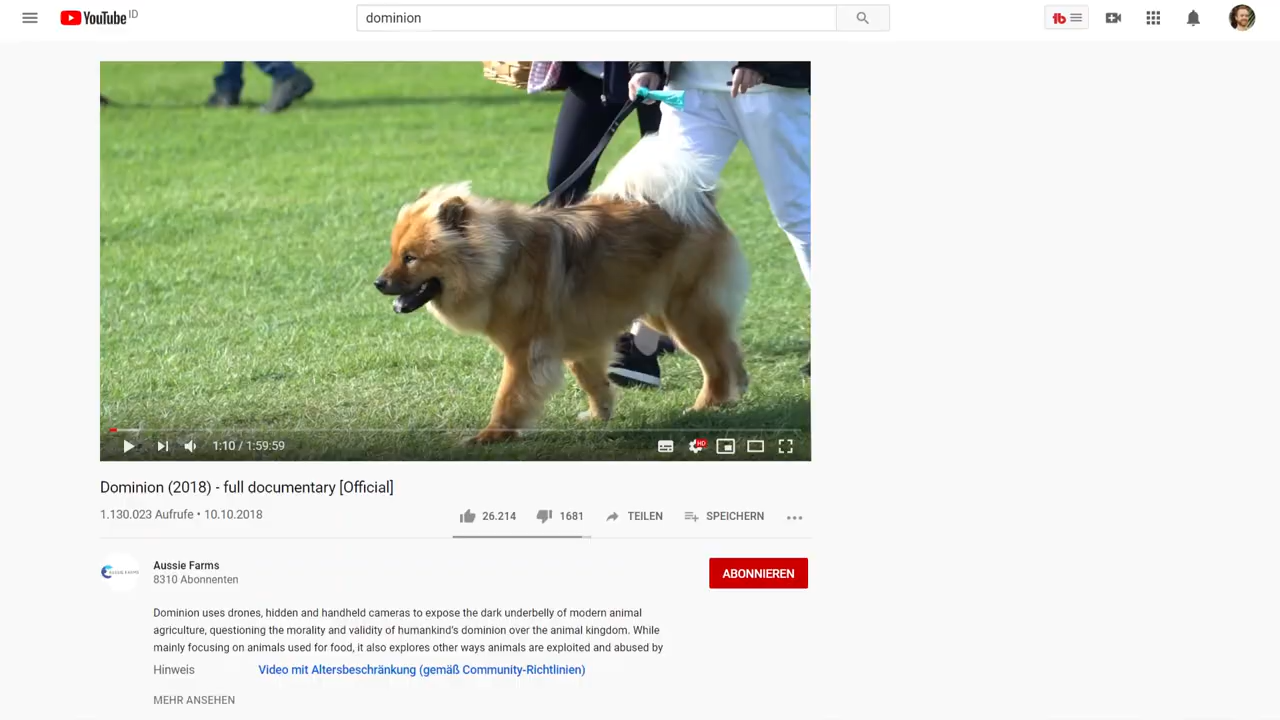 YouTube ID
dominion
tb
1:10 / 1:59:59
HD
Dominion (2018) - full documentary [Official]
1.130.023 Aufrufe • 10.10.2018
26.214
1681
TEILEN
SPEICHERN
AUSSIE FARMS
Aussie Farms
8310 Abonnenten
ABONNIEREN
Dominion uses drones, hidden and handheld cameras to expose the dark underbelly of modern animal
agriculture, questioning the morality and validity of humankind's dominion over the animal kingdom. While
mainly focusing on animals used for food, it also explores other ways animals are exploited and abused by
Hinweis
Video mit Altersbeschränkung (gemäß Community-Richtlinien)
MEHR ANSEHEN